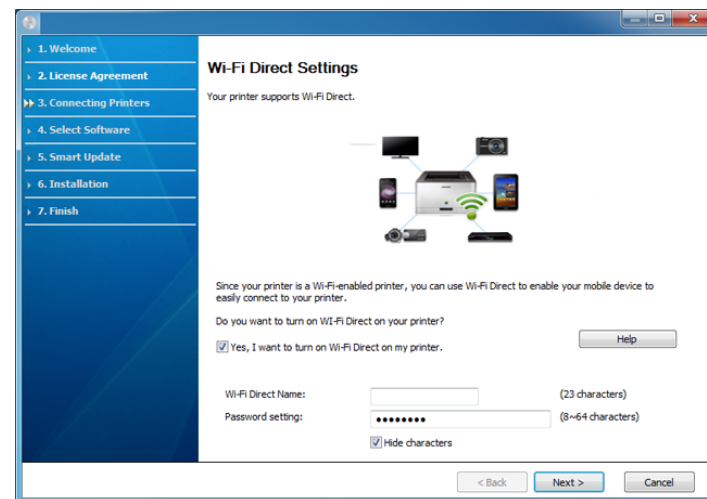 1. Welcome
2. License Agreement
3. Connecting Printers
4. Select Software
5. Smart Update
6. Installation
7. Finish
Wi-Fi Direct Settings
Your printer supports Wi-Fi Direct.
Since your printer is a Wi-Fi-enabled printer, you can use Wi-Fi Direct to enable your mobile device to
easily connect to your printer.
Do you want to turn on WI-Fi Direct on your printer?
Yes, I want to turn on Wi-Fi Direct on my printer.
Help
Wi-Fi Direct Name: (23 characters)
Password setting: •••••••• (8~64 characters)
Hide characters
< Back Next > Cancel